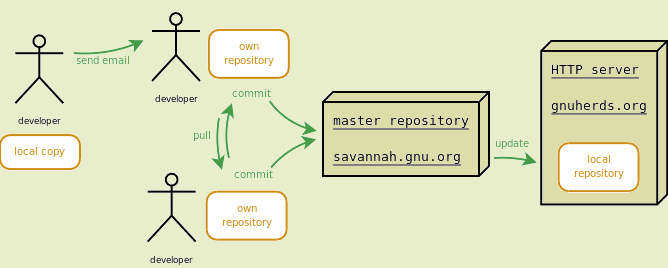 send email
developer
local copy
developer
own
repository
commit
pull
commit
developer
own
repository
master repository
savannah.gnu.org
update
HTTP server
gnuherds.org
local
repository